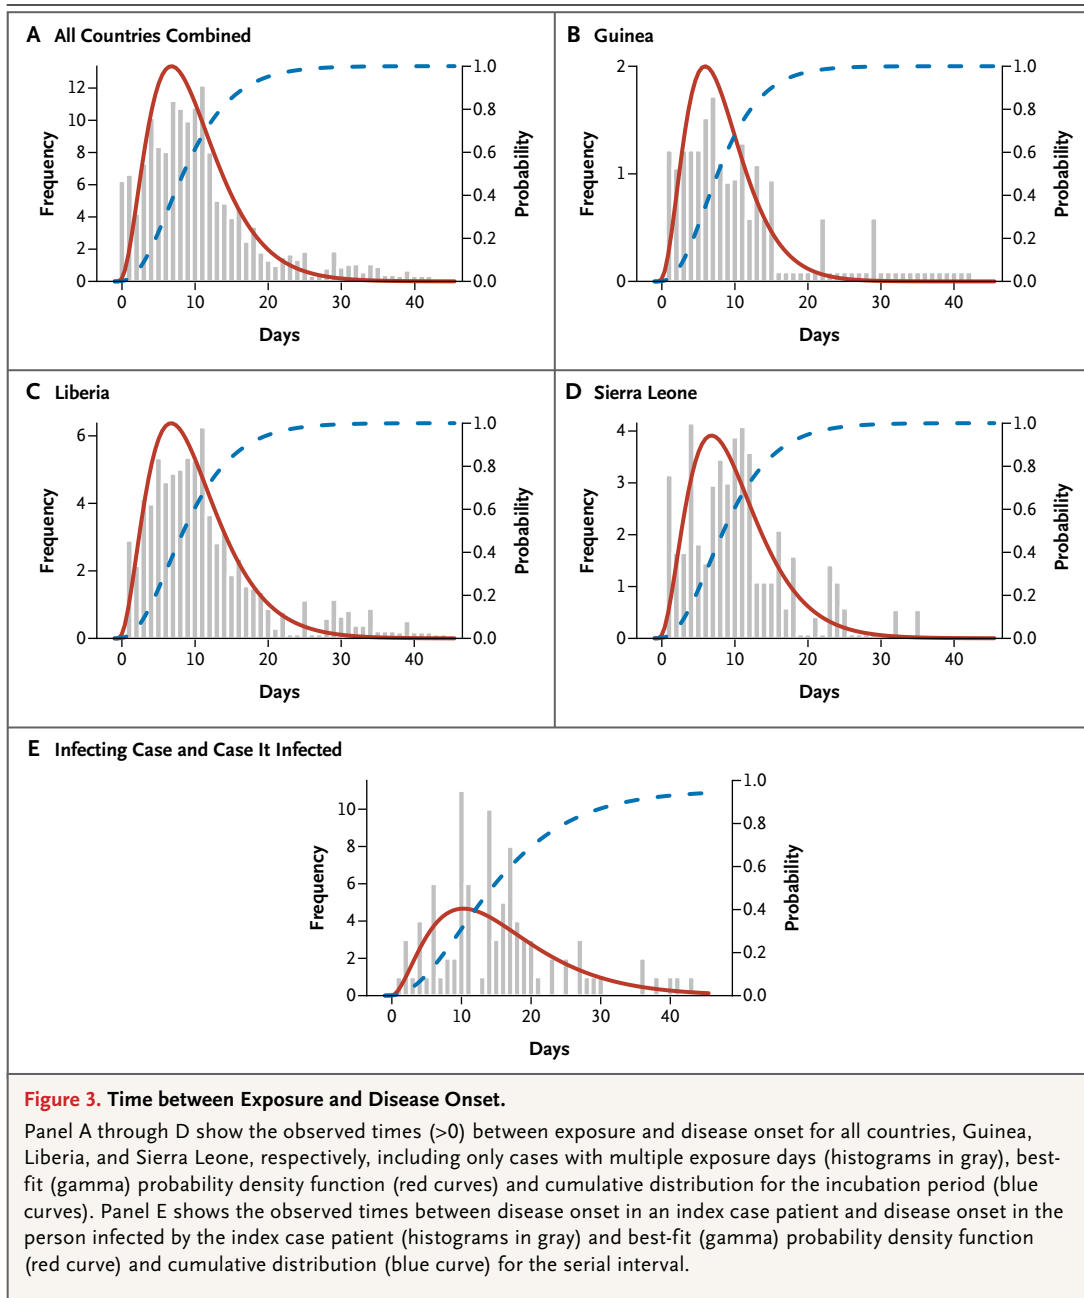 A All Countries Combined
Frequency
12
10
8
6
4
2
0
1.0
0.8
0.6
0.4
0.2
0.0
Probability
0 10 20 30 40
Days
B Guinea
Frequency
2
1
0
1.0
0.8
0.6
0.4
0.2
0.0
Probability
0 10 20 30 40
Days
C Liberia
Frequency
6
4
2
0
1.0
0.8
0.6
0.4
0.2
0.0
Probability
0 10 20 30 40
Days
D Sierra Leone
Frequency
4
3
2
1
0
1.0
0.8
0.6
0.4
0.2
0.0
Probability
0 10 20 30 40
Days
E Infecting Case and Case It Infected
Frequency
10
8
6
4
2
0
1.0
0.8
0.6
0.4
0.2
0.0
Probability
0 10 20 30 40
Days
Figure 3. Time between Exposure and Disease Onset.
Panel A through D show the observed times (>0) between exposure and disease onset for all countries, Guinea,
Liberia, and Sierra Leone, respectively, including only cases with multiple exposure days (histograms in gray), best-
fit (gamma) probability density function (red curves) and cumulative distribution for the incubation period (blue
curves). Panel E shows the observed times between disease onset in an index case patient and disease onset in the
person infected by the index case patient (histograms in gray) and best-fit (gamma) probability density function
(red curve) and cumulative distribution (blue curve) for the serial interval.